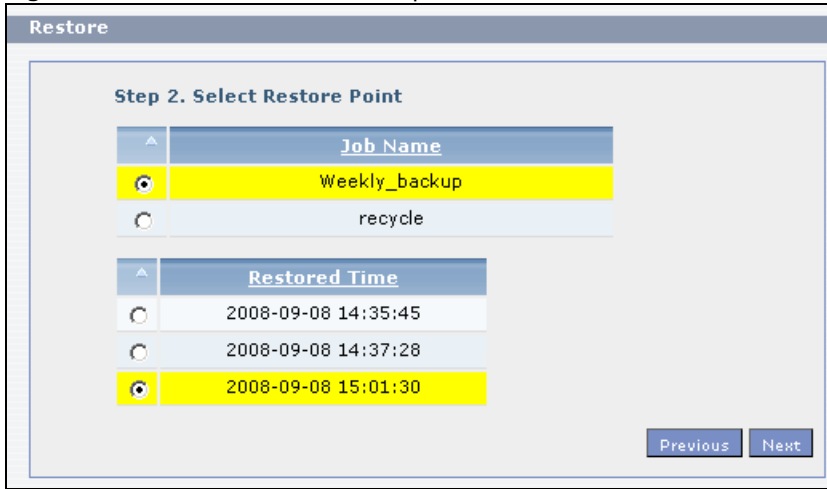 Restore
Step 2. Select Restore Point
Job Name
Weekly_backup
recycle
Restored Time
2008-09-08 14:35:45
2008-09-08 14:37:28
2008-09-08 15:01:30
Previous Next